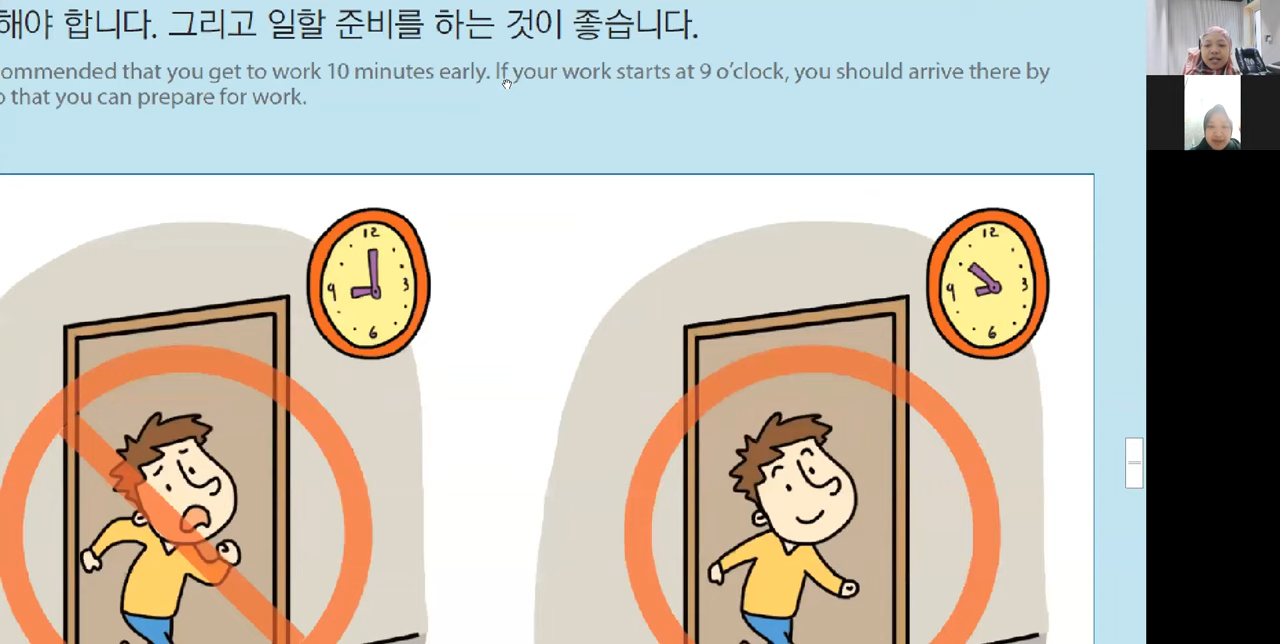 해야 합니다. 그리고 일할 준비를 하는 것이 좋습니다.
ommended that you get to work 10 minutes early. If your work starts at 9 o’clock, you should arrive there by
o that you can prepare for work.
12
9 3
6
12
9 3
6